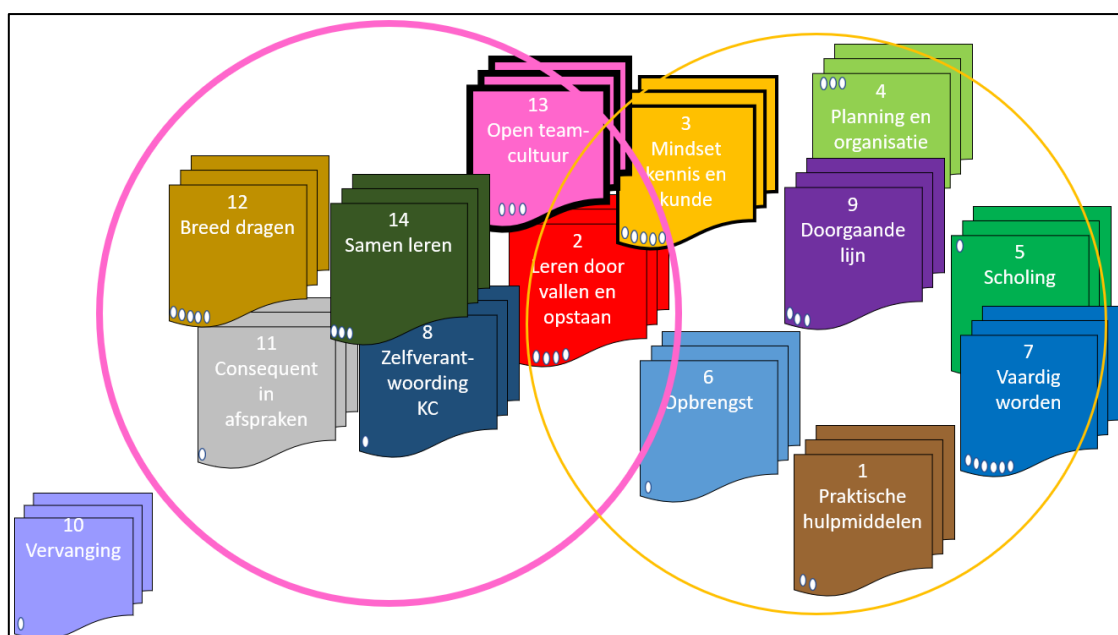 13
Open team-
cultuur
3
Mindset
kennis en
kunde
4
Planning en
organisatie
12
Breed dragen
14
Samen leren
2
Leren door
vallen en
opstaan
9
Doorgaande
lijn
5
Scholing
11
Consequent
in
afspraken
8
Zelfverant-
woording
KC
6
Opbrengst
7
Vaardig
worden
1
Praktische
hulpmiddelen
10
Vervanging